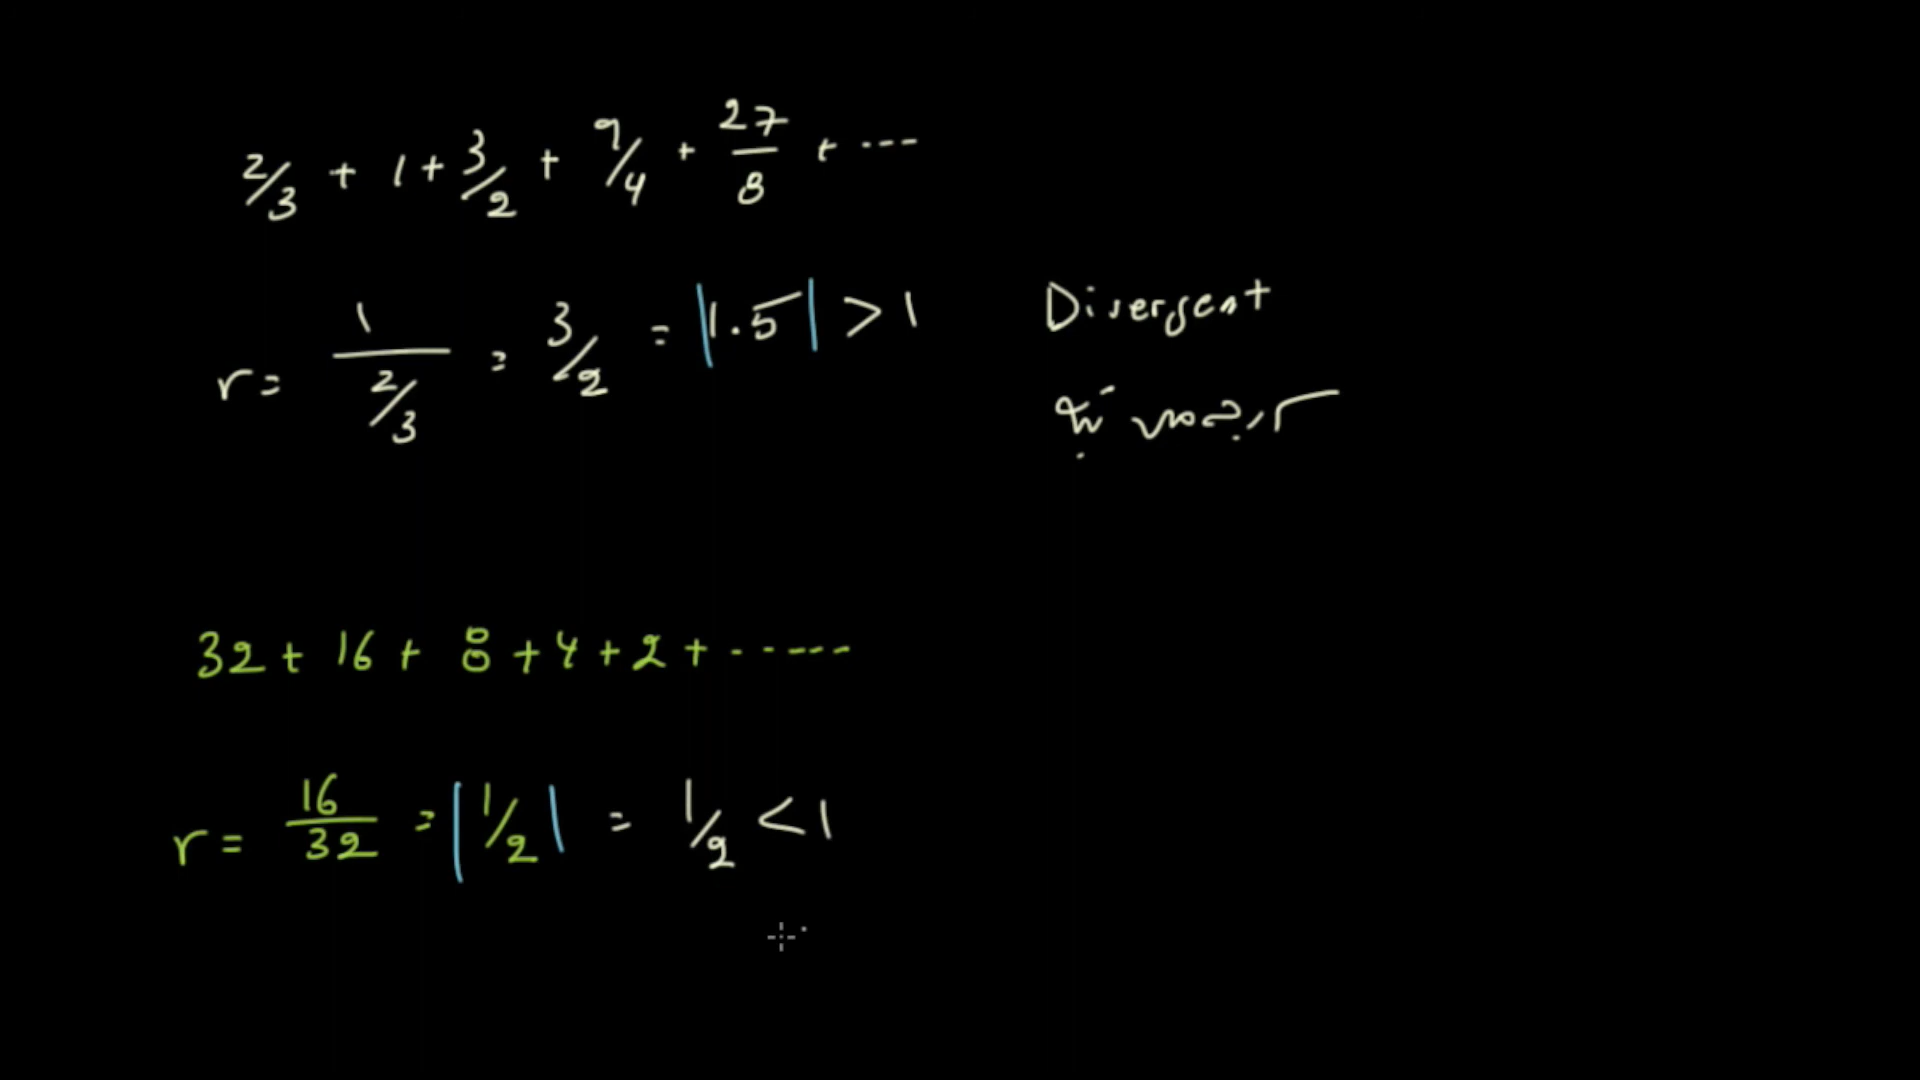 2/3 + 1 + 3/2 + 9/4 + 27/8 + ---
r = 1/(2/3) = 3/2 = |1.5| > 1 Divergent
32 + 16 + 8 + 4 + 2 + -----
r = 16/32 = |1/2| = 1/2 < 1